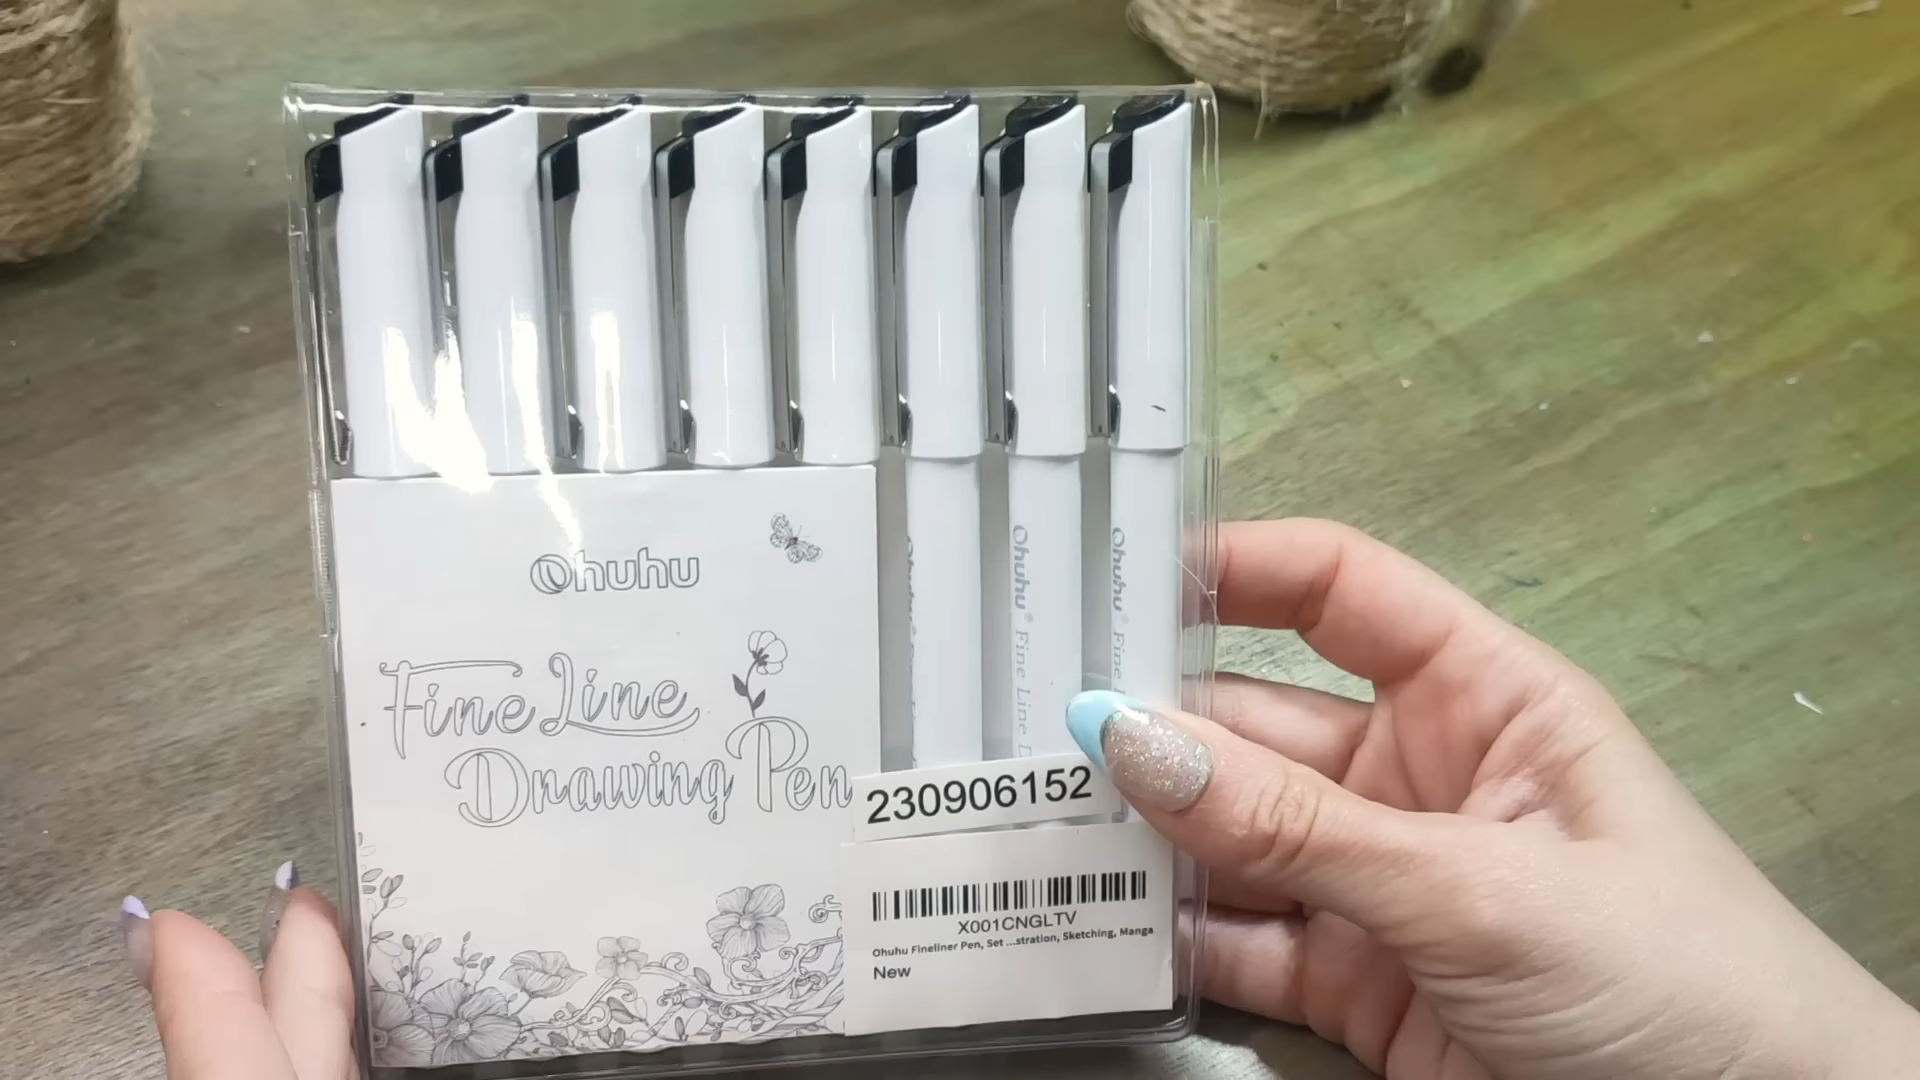 Ohuhu
Fine Line
Drawing Pen
Ohuhu® Fine Line
Ohuhu® Fine
230906152
X001CNGLTV
Ohuhu Fineliner Pen, Set ...stration, Sketching, Manga
New